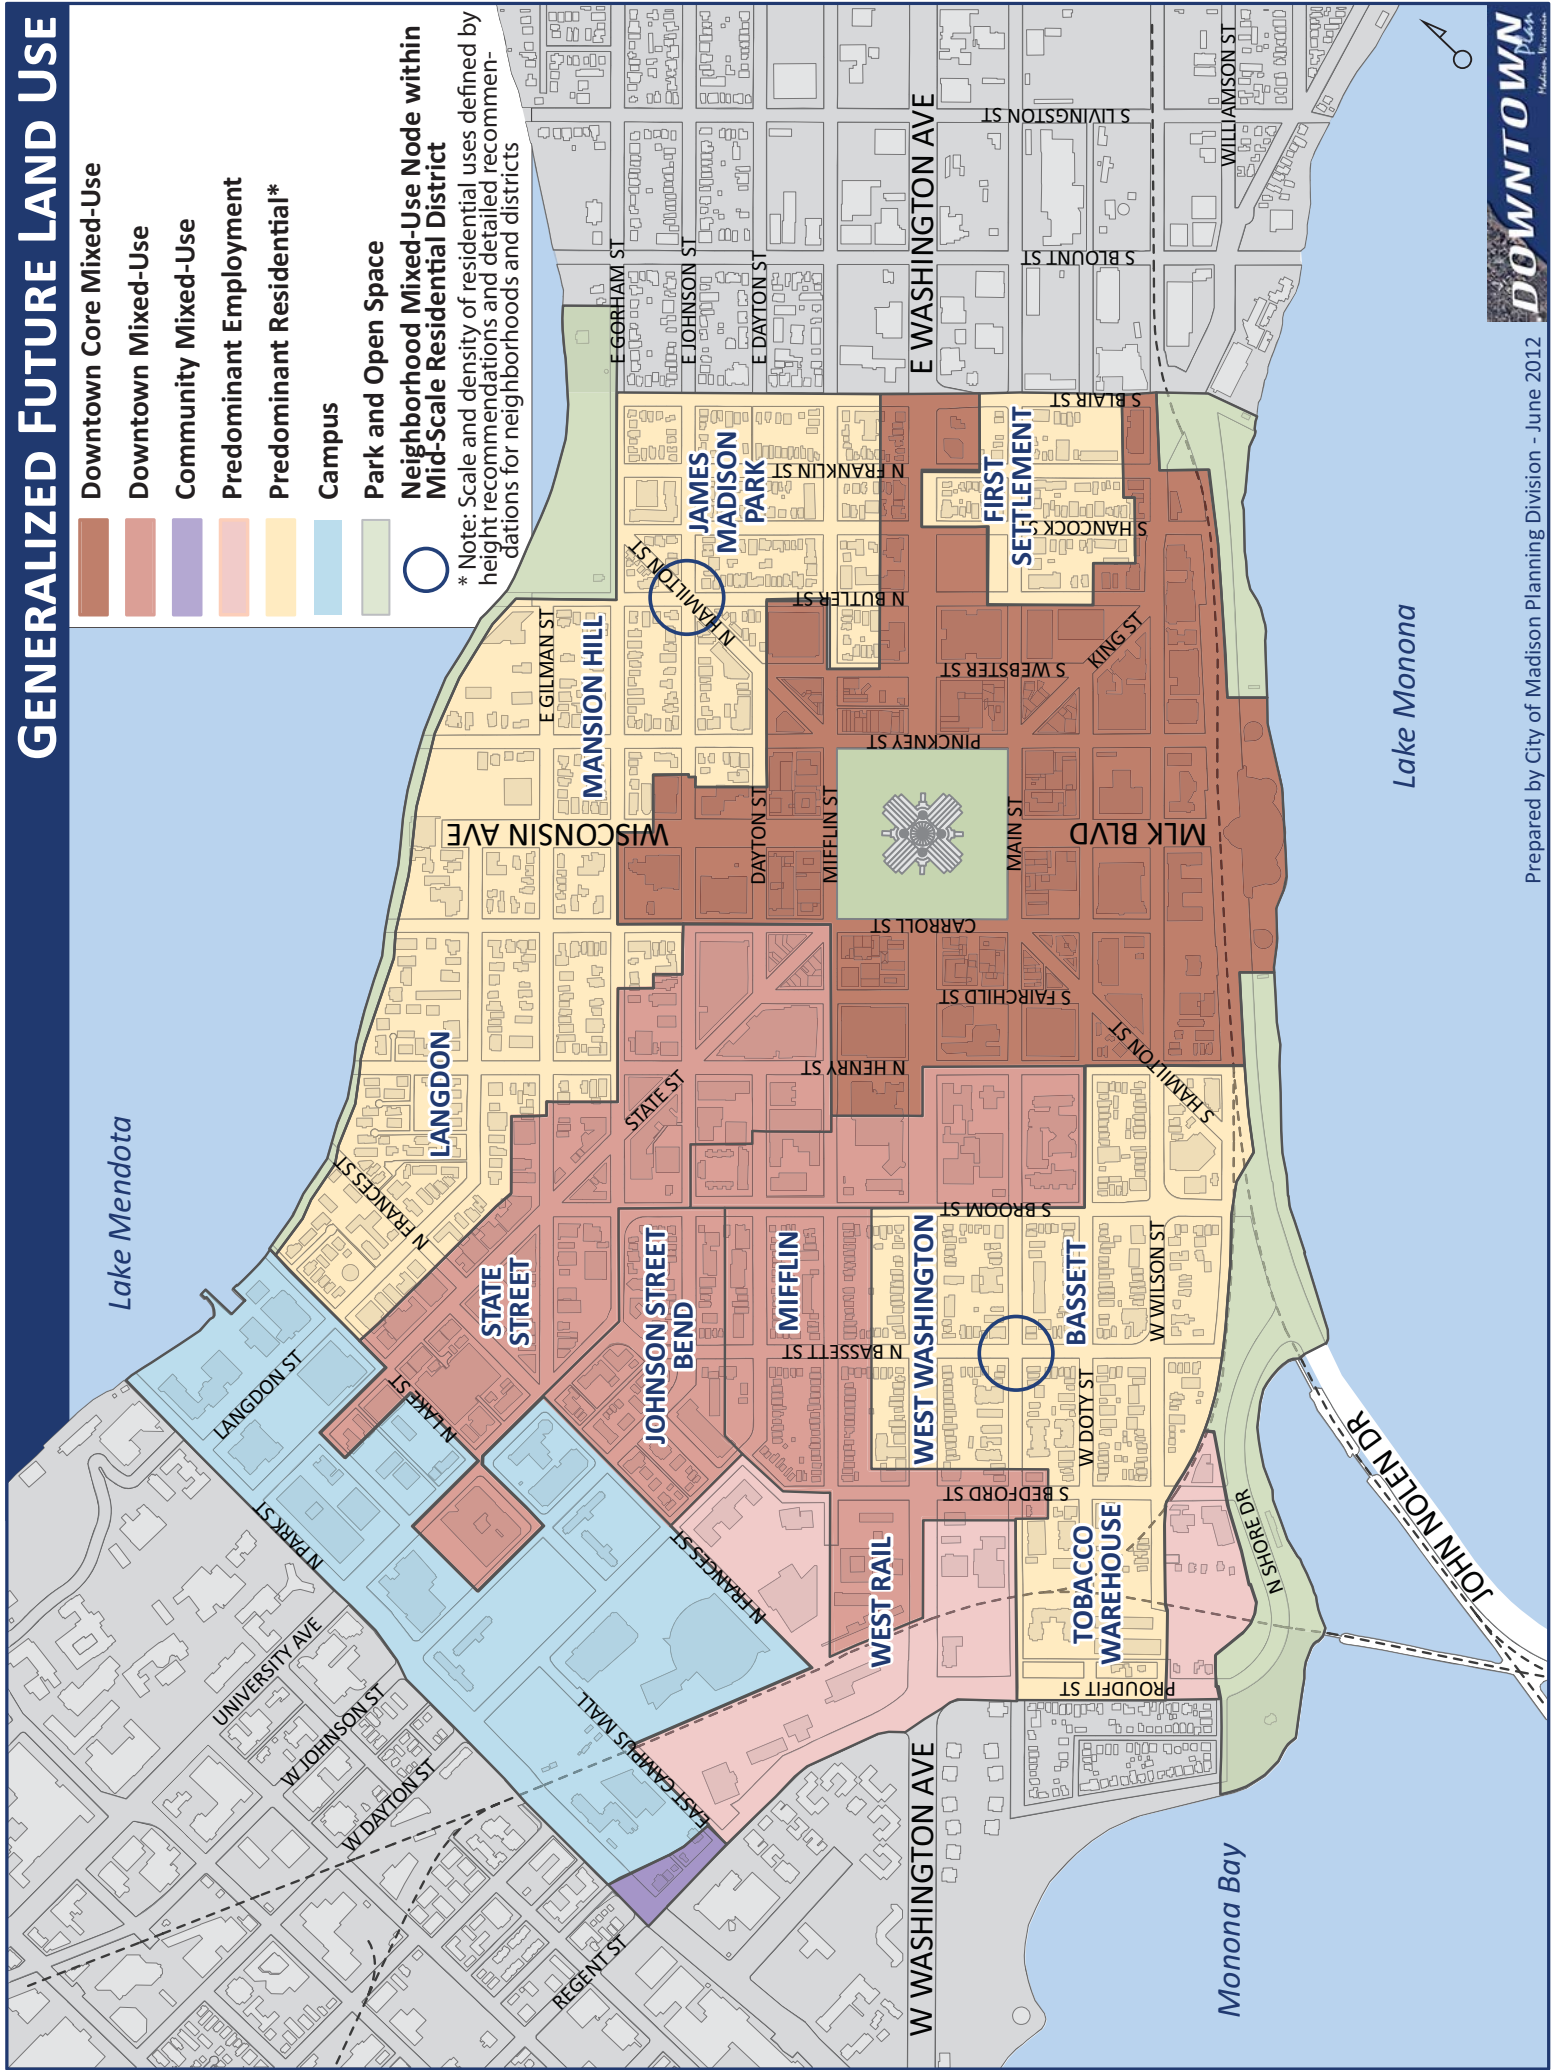 GENERALIZED FUTURE LAND USE
Downtown Core Mixed-Use
Downtown Mixed-Use
Community Mixed-Use
Predominant Employment
Predominant Residential*
Campus
Park and Open Space
Neighborhood Mixed-Use Node within
Mid-Scale Residential District
* Note: Scale and density of residential uses defined by
height recommendations and detailed recommen-
dations for neighborhoods and districts
Lake Mendota
LANGDON ST
N PARK ST
UNIVERSITY AVE
W JOHNSON ST
W DAYTON ST
REGENT ST
EAST CAMPUS MALL
N FRANCES ST
N LAKE ST
N FRANCES ST
LANGDON
STATE
STREET
STATE ST
JOHNSON STREET
BEND
MIFFLIN
N BASSETT ST
WEST WASHINGTON
WEST RAIL
BASSETT
TOBACCO
WAREHOUSE
S BEDFORD ST
W DOTY ST
W WILSON ST
S BROOM ST
PROUDFIT ST
N SHORE DR
JOHN NOLEN DR
W WASHINGTON AVE
Monona Bay
N HENRY ST
S FAIRCHILD ST
S HAMILTON ST
CARROLL ST
WISCONSIN AVE
DAYTON ST
MIFFLIN ST
MAIN ST
MLK BLVD
PINCKNEY ST
S WEBSTER ST
KING ST
MANSION HILL
E GILMAN ST
N HAMILTON ST
N BUTLER ST
JAMES
MADISON
PARK
N FRANKLIN ST
FIRST
SETTLEMENT
S HANCOCK ST
S BLAIR ST
E GORHAM ST
E JOHNSON ST
E DAYTON ST
E WASHINGTON AVE
S BLOUNT ST
S LIVINGSTON ST
WILLIAMSON ST
Lake Monona
Prepared by City of Madison Planning Division - June 2012
DOWNTOWN
Plan
Madison, Wisconsin